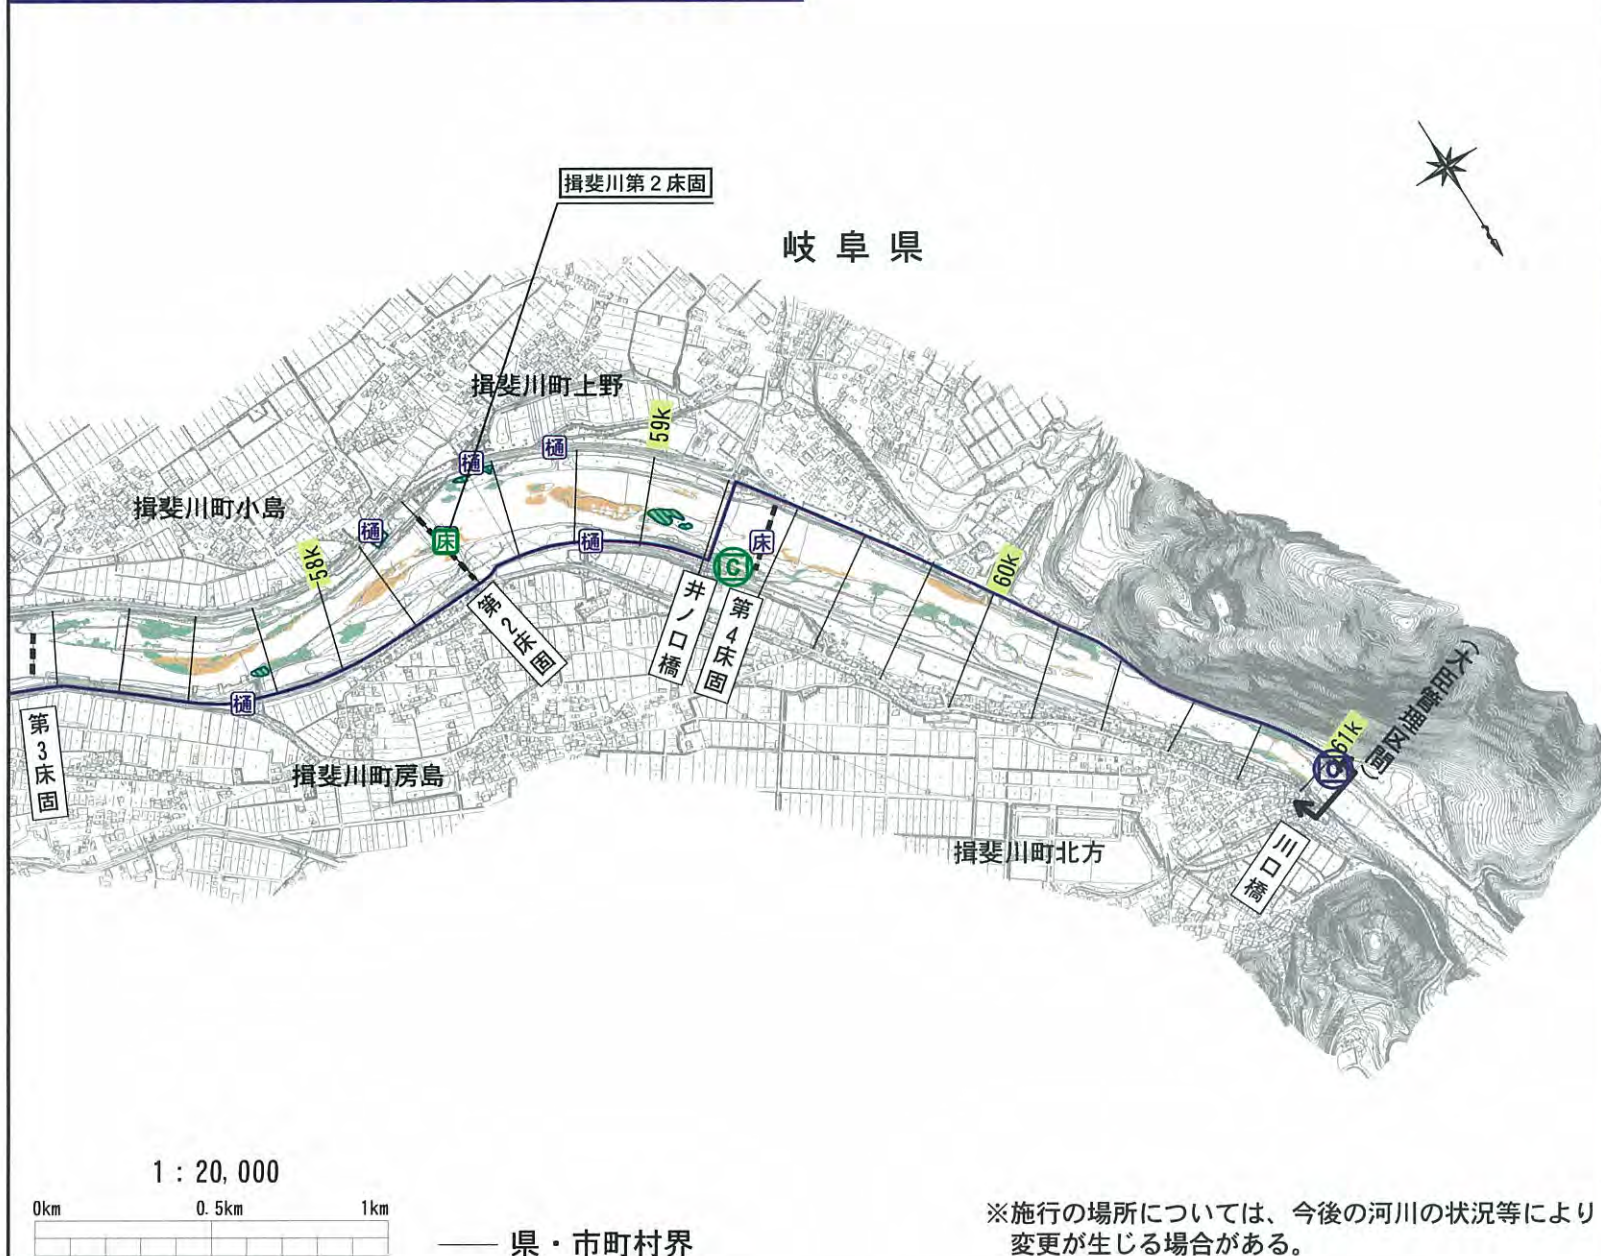 揖斐川第2床固
岐阜県
揖斐川町上野
59k
樋
樋
揖斐川町小島
樋
床
樋
床
C
58k
60k
第2床固
井ノ口橋
第4床固
(大臣管理区間)
樋
61k
C
第3床固
揖斐川町房島
揖斐川町北方
川口橋
1:20,000
0km 0.5km 1km
県・市町村界
※施行の場所については、今後の河川の状況等により
変更が生じる場合がある。